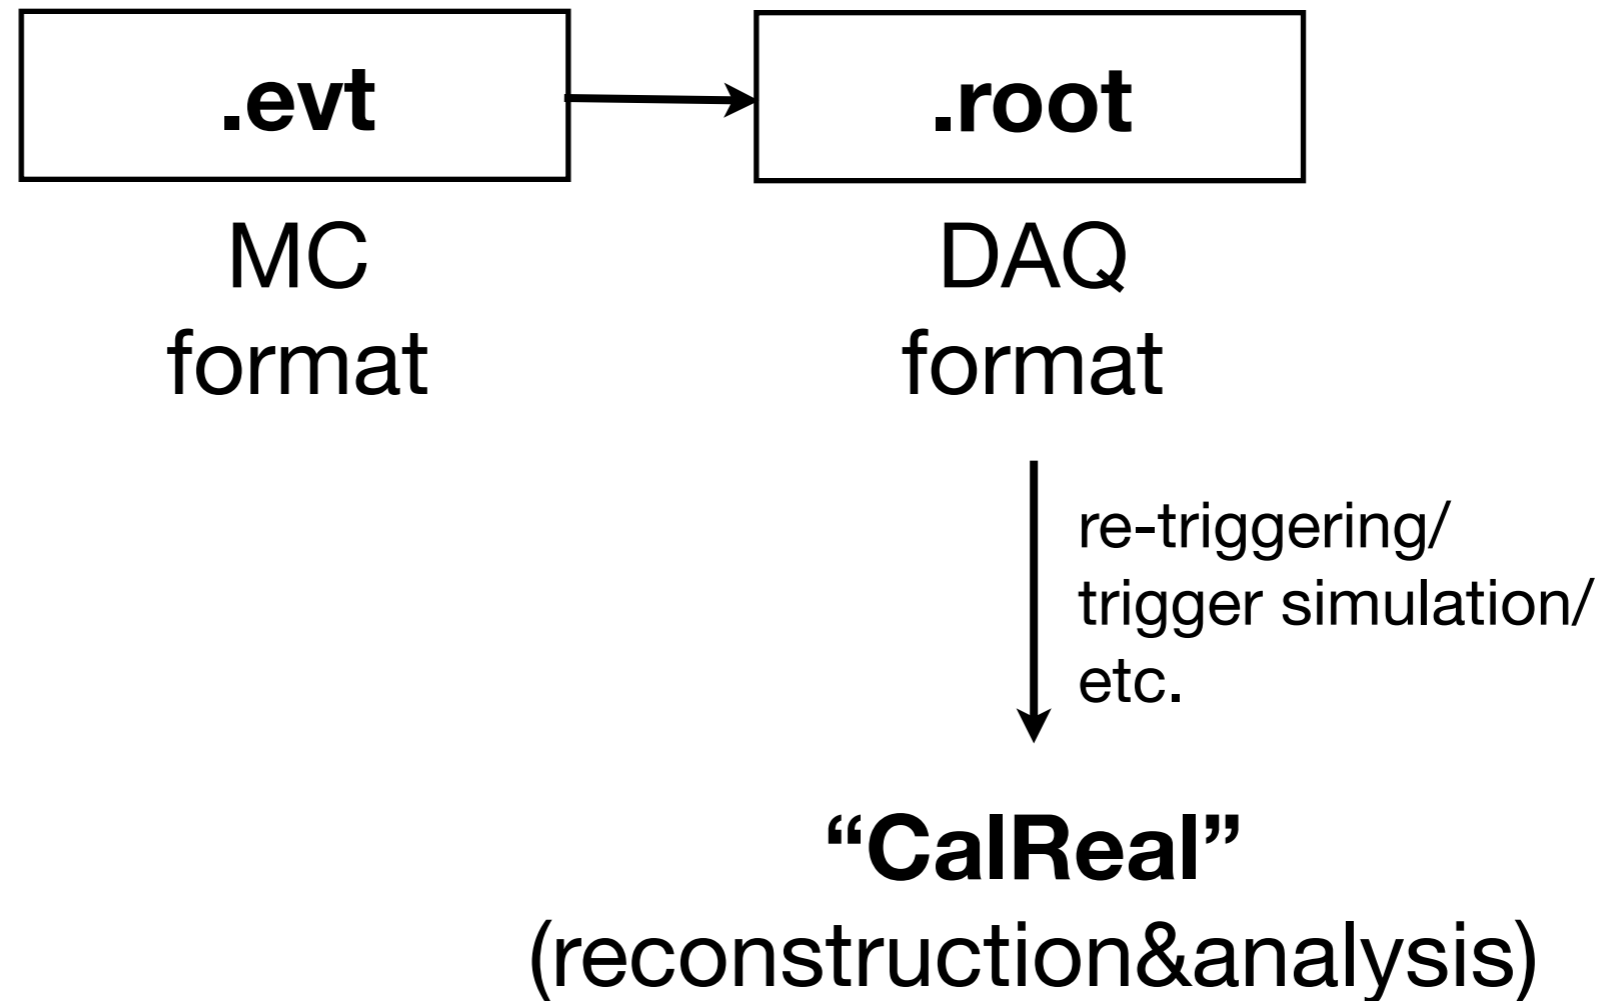 .evt
.root
MC
format
DAQ
format
re-triggering/
trigger simulation/
etc.
“CalReal”
(reconstruction&analysis)